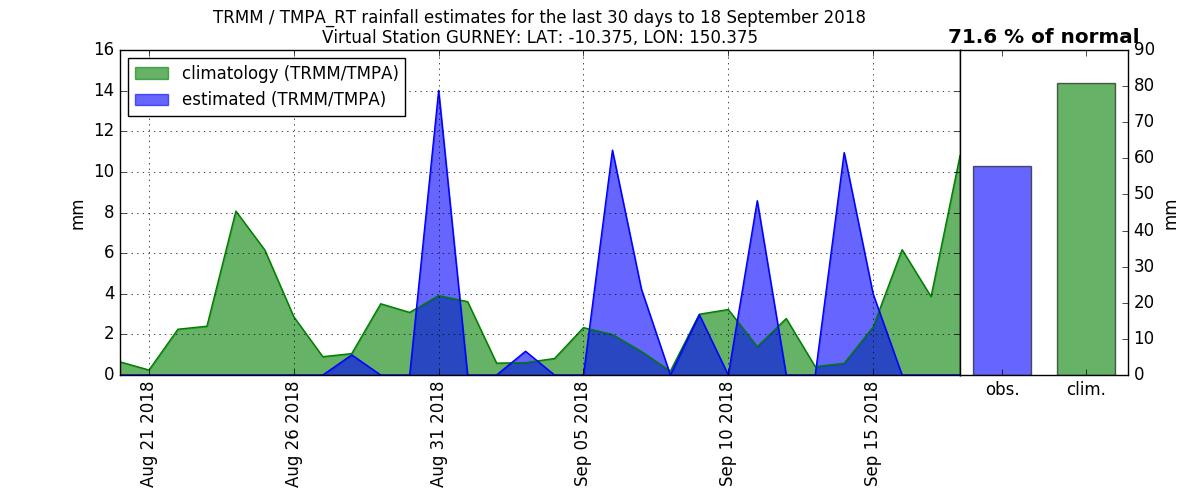 TRMM / TMPA_RT rainfall estimates for the last 30 days to 18 September 2018
Virtual Station GURNEY: LAT: -10.375, LON: 150.375
71.6 % of normal
climatology (TRMM/TMPA)
estimated (TRMM/TMPA)
mm
16
14
12
10
8
6
4
2
0
Aug 21 2018
Aug 26 2018
Aug 31 2018
Sep 05 2018
Sep 10 2018
Sep 15 2018
90
80
70
60
50
40
30
20
10
0
mm
obs.
clim.